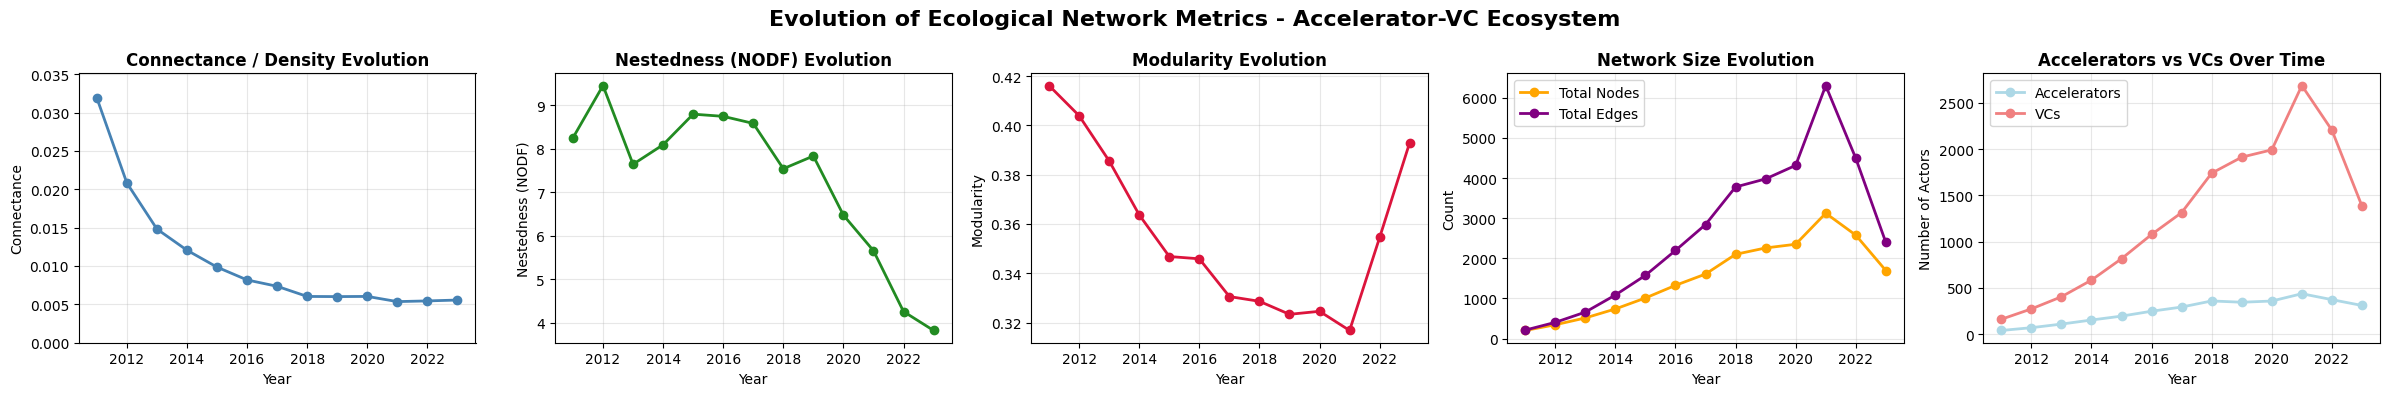 Evolution of Ecological Network Metrics - Accelerator-VC Ecosystem
Connectance / Density Evolution
Connectance
0.035
0.030
0.025
0.020
0.015
0.010
0.005
0.000
2012 2014 2016 2018 2020 2022
Year
Nestedness (NODF) Evolution
Nestedness (NODF)
9
8
7
6
5
4
2012 2014 2016 2018 2020 2022
Year
Modularity Evolution
Modularity
0.42
0.40
0.38
0.36
0.34
0.32
2012 2014 2016 2018 2020 2022
Year
Network Size Evolution
Total Nodes
Total Edges
Count
6000
5000
4000
3000
2000
1000
0
2012 2014 2016 2018 2020 2022
Year
Accelerators vs VCs Over Time
Accelerators
VCs
Number of Actors
2500
2000
1500
1000
500
0
2012 2014 2016 2018 2020 2022
Year